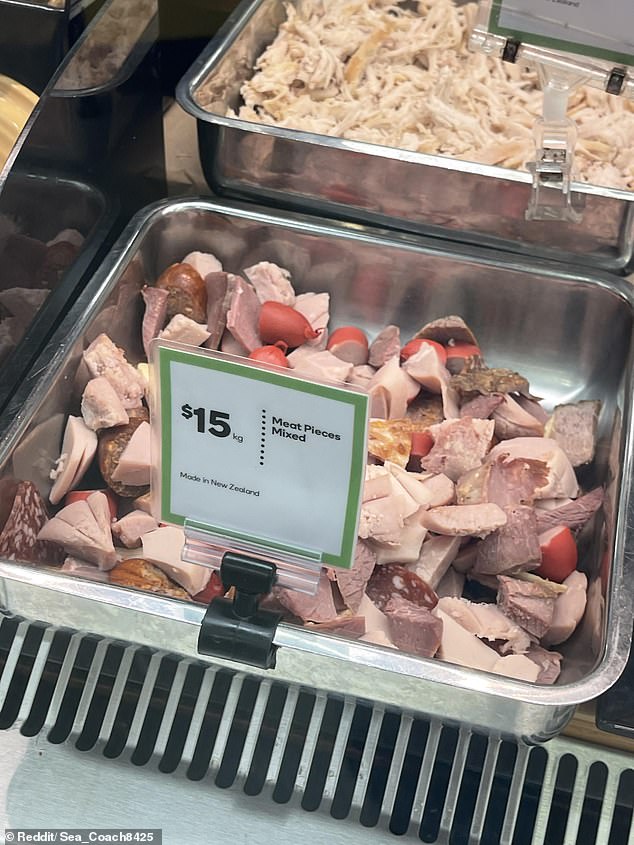 $15 kg
Meat Pieces
Mixed
Made in New Zealand
© Reddit/ Sea_Coach8425